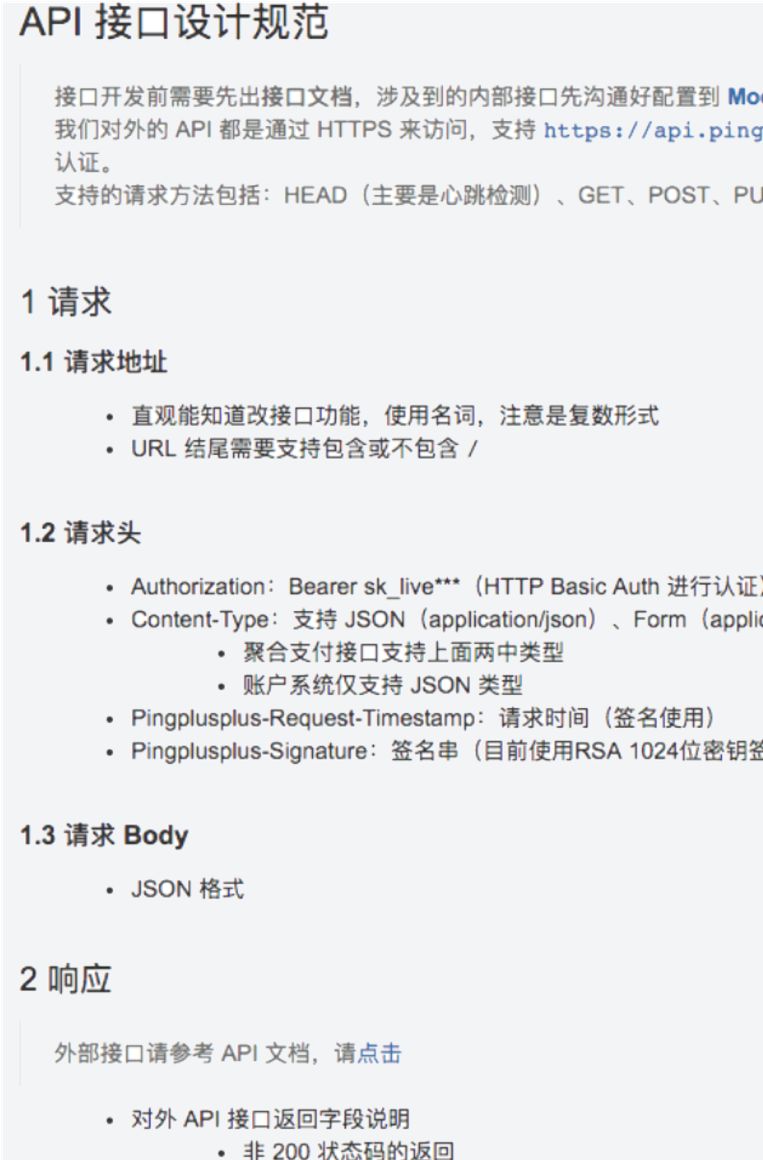 API 接口设计规范
接口开发前需要先出接口文档，涉及到的内部接口先沟通好配置到
我们对外的 API 都是通过 HTTPS 来访问，支持 https://api.ping
认证。
支持的请求方法包括：HEAD（主要是心跳检测）、GET、POST、PU
1 请求
1.1 请求地址
• 直观能知道改接口功能，使用名词，注意是复数形式
• URL 结尾需要支持包含或不包含 /
1.2 请求头
• Authorization：Bearer sk_live***（HTTP Basic Auth 进行认证）
• Content-Type：支持 JSON（application/json）、Form（applic
• 聚合支付接口支持上面两中类型
• 账户系统仅支持 JSON 类型
• Pingplusplus-Request-Timestamp：请求时间（签名使用）
• Pingplusplus-Signature：签名串（目前使用RSA 1024位密钥签
1.3 请求 Body
• JSON 格式
2 响应
外部接口请参考 API 文档，请点击
• 对外 API 接口返回字段说明
• 非 200 状态码的返回